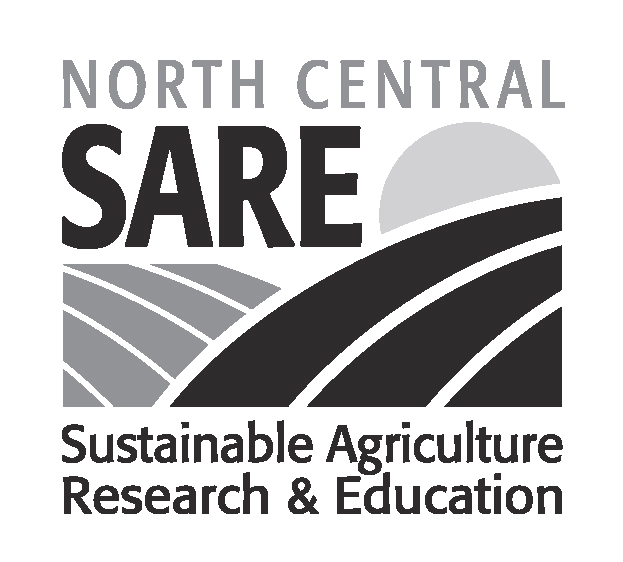 NORTH CENTRAL
SARE
Sustainable Agriculture
Research & Education